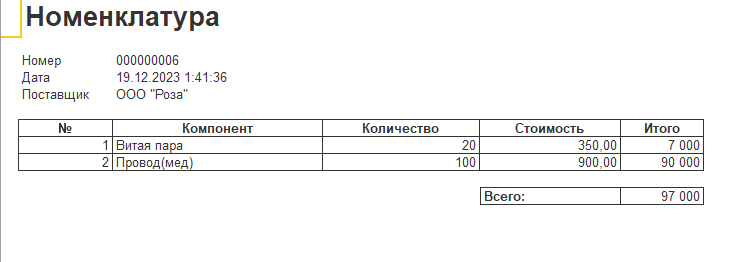 Номенклатура
Номер 000000006
Дата 19.12.2023 1:41:36
Поставщик ООО "Роза"
№ Компонент Количество Стоимость Итого
1 Витая пара 20 350,00 7 000
2 Провод(мед) 100 900,00 90 000
Всего: 97 000